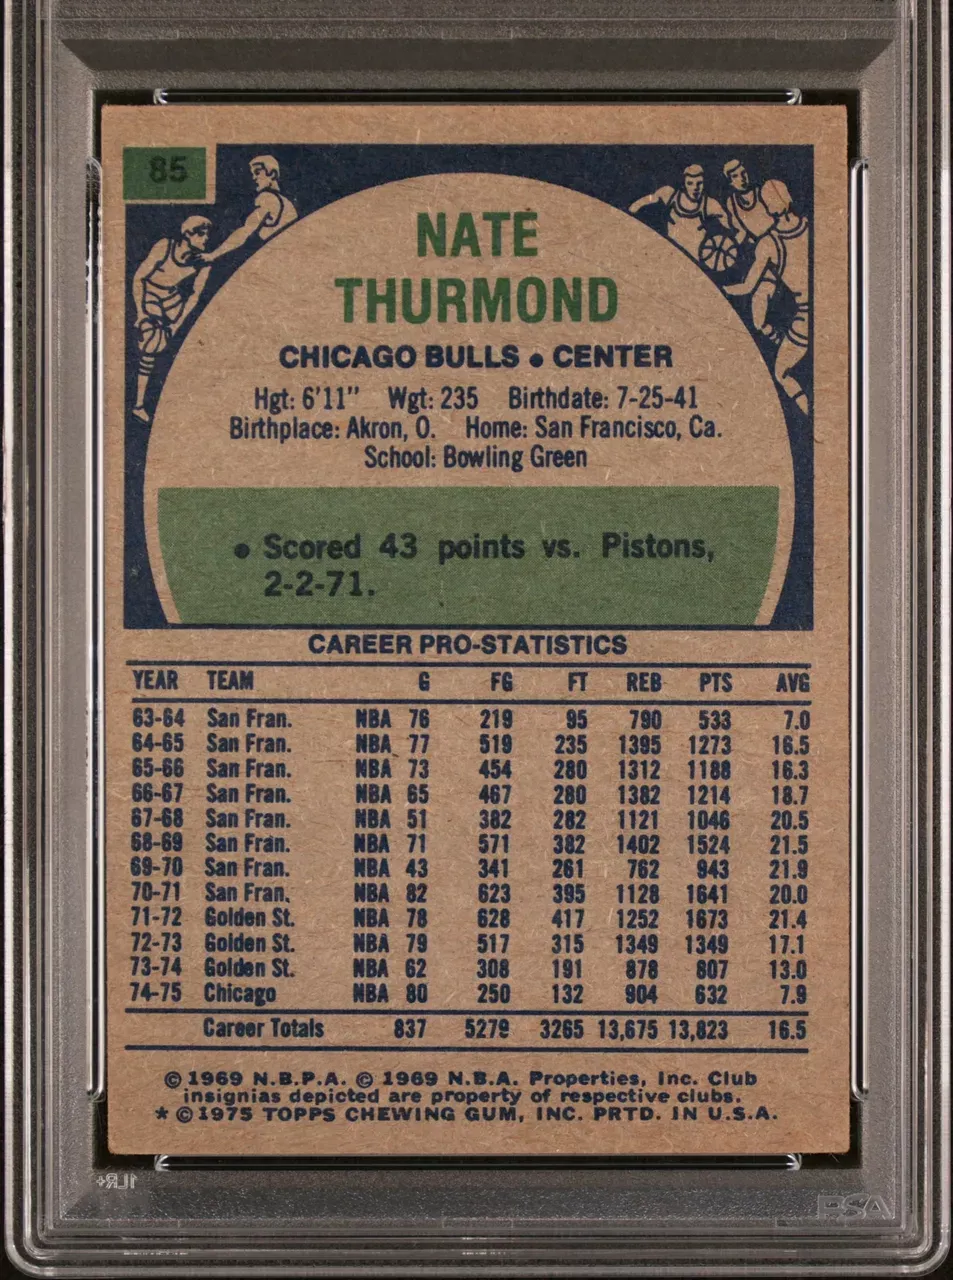 85
NATE
THURMOND
CHICAGO BULLS • CENTER
Hgt: 6'11" Wgt: 235 Birthdate: 7-25-41
Birthplace: Akron, O. Home: San Francisco, Ca.
School: Bowling Green
• Scored 43 points vs. Pistons,
2-2-71.
CAREER PRO-STATISTICS
YEAR TEAM G FG FT REB PTS AVG
63-64 San Fran. NBA 76 219 95 790 533 7.0
64-65 San Fran. NBA 77 519 235 1395 1273 16.5
65-66 San Fran. NBA 73 454 280 1312 1188 16.3
66-67 San Fran. NBA 65 467 280 1382 1214 18.7
67-68 San Fran. NBA 51 382 282 1121 1046 20.5
68-69 San Fran. NBA 71 571 382 1402 1524 21.5
69-70 San Fran. NBA 43 341 261 762 943 21.9
70-71 San Fran. NBA 82 623 395 1128 1641 20.0
71-72 Golden St. NBA 78 628 417 1252 1673 21.4
72-73 Golden St. NBA 79 517 315 1349 1349 17.1
73-74 Golden St. NBA 62 308 191 878 807 13.0
74-75 Chicago NBA 80 250 132 904 632 7.9
Career Totals 837 5279 3265 13,675 13,823 16.5
© 1969 N.B.P.A. © 1969 N.B.A. Properties, Inc. Club
insignias depicted are property of respective clubs.
* © 1975 TOPPS CHEWING GUM, INC. PRTD. IN U.S.A.
PSA